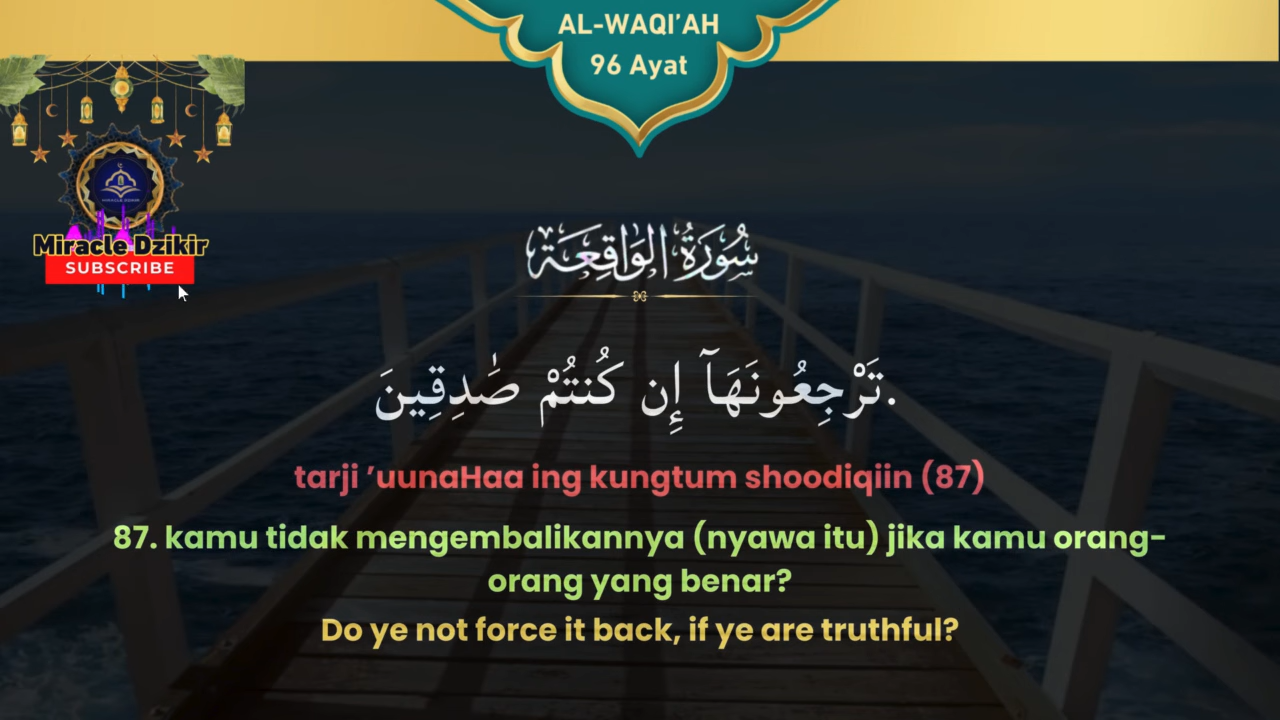 AL-WAQI'AH
96 Ayat
Miracle Dzikir
SUBSCRIBE
سُورَةُ الوَاقِعَة
تَرْجِعُونَهَآ إِن كُنتُمْ صَٰدِقِينَ.
tarji ’uunaHaa ing kungtum shoodiqiin (87)
87. kamu tidak mengembalikannya (nyawa itu) jika kamu orang-
orang yang benar?
Do ye not force it back, if ye are truthful?